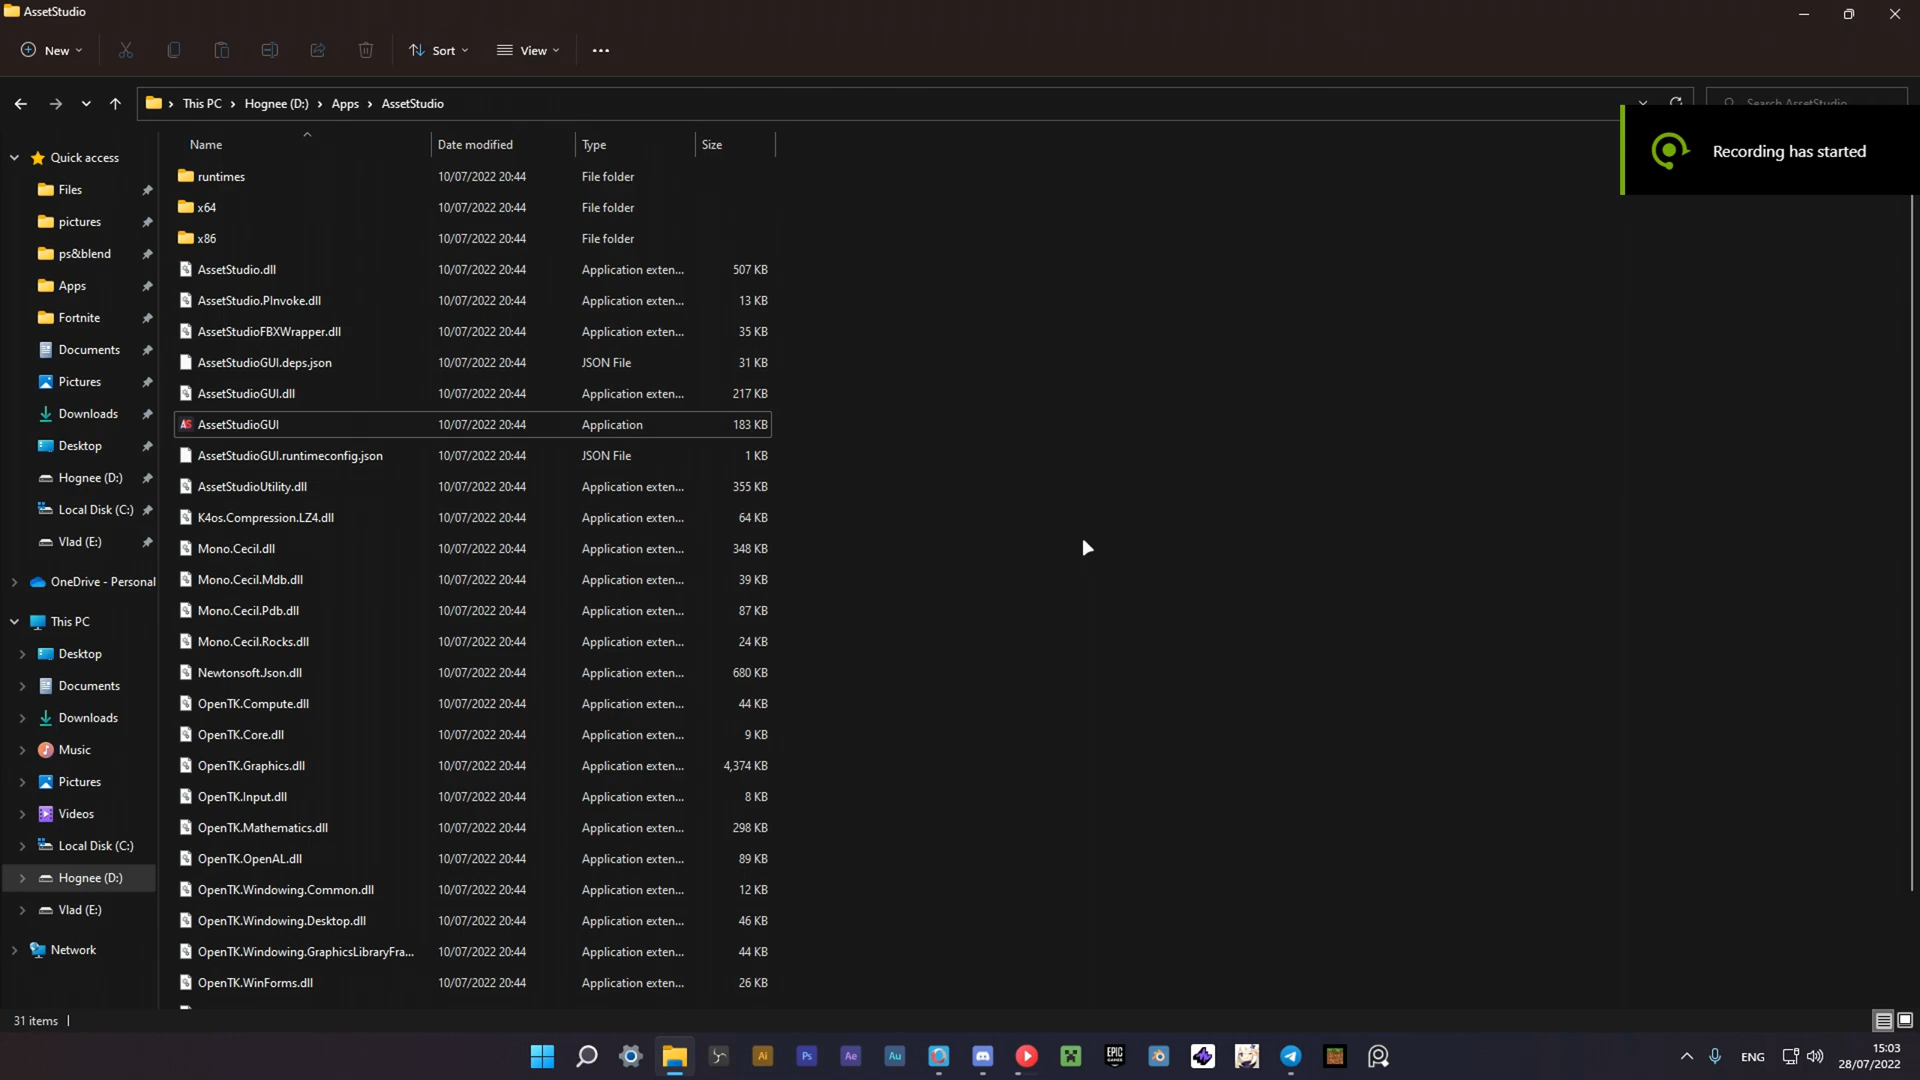 AssetStudio
New
Sort
View
This PC > Hognee (D:) > Apps > AssetStudio
Search AssetStudio
Recording has started
Name Date modified Type Size
Quick access
Files
pictures
ps&blend
Apps
Fortnite
Documents
Pictures
Downloads
Desktop
Hognee (D:)
Local Disk (C:)
Vlad (E:)
OneDrive - Personal
This PC
Desktop
Documents
Downloads
Music
Pictures
Videos
Local Disk (C:)
Hognee (D:)
Vlad (E:)
Network
runtimes 10/07/2022 20:44 File folder
x64 10/07/2022 20:44 File folder
x86 10/07/2022 20:44 File folder
AssetStudio.dll 10/07/2022 20:44 Application exten... 507 KB
AssetStudio.PInvoke.dll 10/07/2022 20:44 Application exten... 13 KB
AssetStudioFBXWrapper.dll 10/07/2022 20:44 Application exten... 35 KB
AssetStudioGUI.deps.json 10/07/2022 20:44 JSON File 31 KB
AssetStudioGUI.dll 10/07/2022 20:44 Application exten... 217 KB
AS AssetStudioGUI 10/07/2022 20:44 Application 183 KB
AssetStudioGUI.runtimeconfig.json 10/07/2022 20:44 JSON File 1 KB
AssetStudioUtility.dll 10/07/2022 20:44 Application exten... 355 KB
K4os.Compression.LZ4.dll 10/07/2022 20:44 Application exten... 64 KB
Mono.Cecil.dll 10/07/2022 20:44 Application exten... 348 KB
Mono.Cecil.Mdb.dll 10/07/2022 20:44 Application exten... 39 KB
Mono.Cecil.Pdb.dll 10/07/2022 20:44 Application exten... 87 KB
Mono.Cecil.Rocks.dll 10/07/2022 20:44 Application exten... 24 KB
Newtonsoft.Json.dll 10/07/2022 20:44 Application exten... 680 KB
OpenTK.Compute.dll 10/07/2022 20:44 Application exten... 44 KB
OpenTK.Core.dll 10/07/2022 20:44 Application exten... 9 KB
OpenTK.Graphics.dll 10/07/2022 20:44 Application exten... 4,374 KB
OpenTK.Input.dll 10/07/2022 20:44 Application exten... 8 KB
OpenTK.Mathematics.dll 10/07/2022 20:44 Application exten... 298 KB
OpenTK.OpenAL.dll 10/07/2022 20:44 Application exten... 89 KB
OpenTK.Windowing.Common.dll 10/07/2022 20:44 Application exten... 12 KB
OpenTK.Windowing.Desktop.dll 10/07/2022 20:44 Application exten... 46 KB
OpenTK.Windowing.GraphicsLibraryFra... 10/07/2022 20:44 Application exten... 44 KB
OpenTK.WinForms.dll 10/07/2022 20:44 Application exten... 26 KB
31 items
Ai Ps Ae Au EPIC GAMES
ENG
15:03
28/07/2022